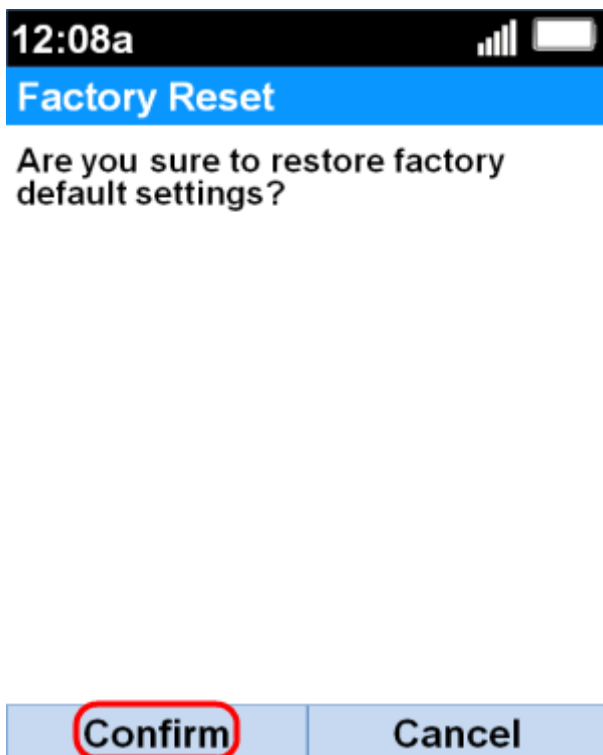 12:08a
Factory Reset
Are you sure to restore factory
default settings?
Confirm Cancel